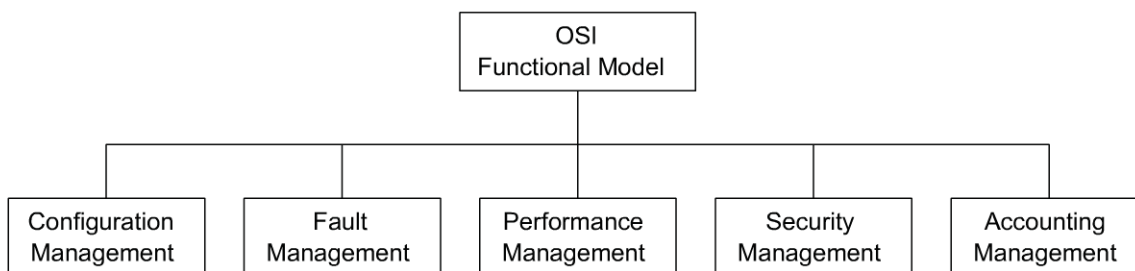 OSI
Functional Model
Configuration
Management
Fault
Management
Performance
Management
Security
Management
Accounting
Management